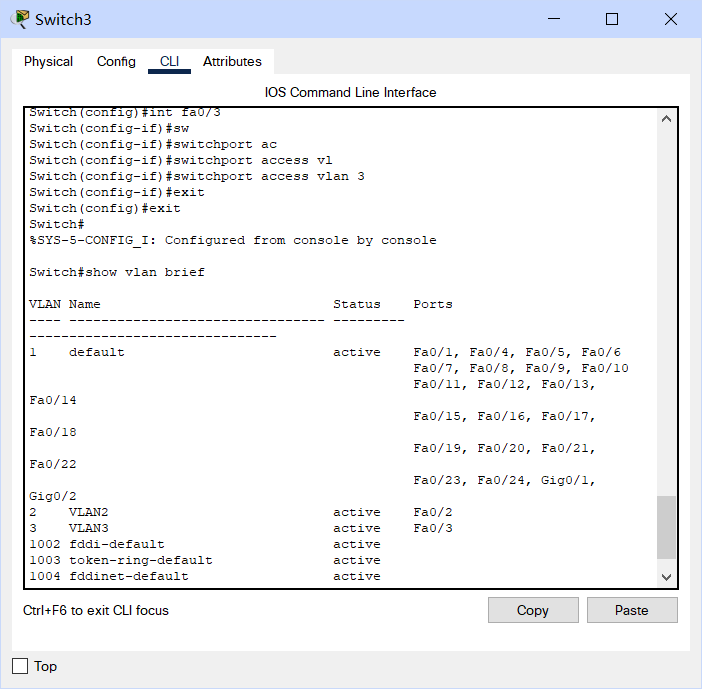 Switch3
Physical Config CLI Attributes
IOS Command Line Interface
Switch(config)#int fa0/3
Switch(config-if)#sw
Switch(config-if)#switchport ac
Switch(config-if)#switchport access vl
Switch(config-if)#switchport access vlan 3
Switch(config-if)#exit
Switch(config)#exit
Switch#
%SYS-5-CONFIG_I: Configured from console by console
Switch#show vlan brief
VLAN Name Status Ports
---- -------------------------------- ---------
-------------------------------
1 default active Fa0/1, Fa0/4, Fa0/5, Fa0/6
Fa0/7, Fa0/8, Fa0/9, Fa0/10
Fa0/11, Fa0/12, Fa0/13,
Fa0/14
Fa0/15, Fa0/16, Fa0/17,
Fa0/18
Fa0/19, Fa0/20, Fa0/21,
Fa0/22
Fa0/23, Fa0/24, Gig0/1,
Gig0/2
2 VLAN2 active Fa0/2
3 VLAN3 active Fa0/3
1002 fddi-default active
1003 token-ring-default active
1004 fddinet-default active
Ctrl+F6 to exit CLI focus
Copy Paste
Top